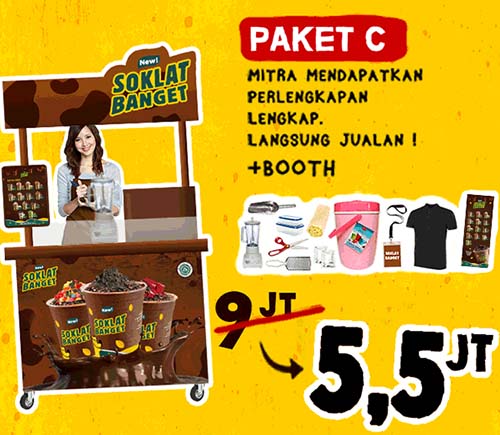 New!
SOKLAT
BANGET
PAKET C
MITRA MENDAPATKAN
PERLENGKAPAN
LENGKAP.
LANGSUNG JUALAN !
+BOOTH
SOKLAT
BANGET
New!
SOKLAT
BANGET
SOKLAT
BANGET
New!
9 JT
5,5 JT